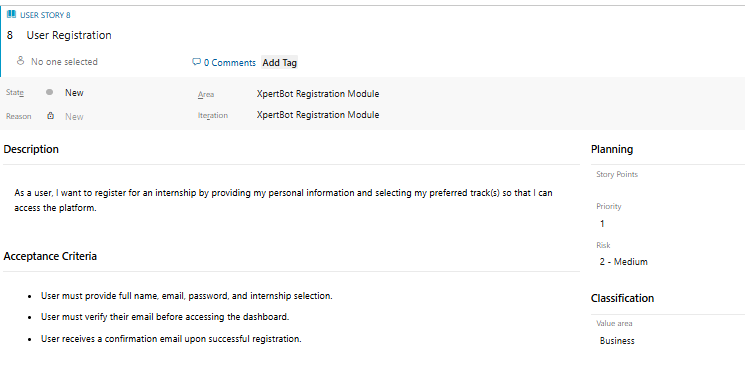 USER STORY 8
8 User Registration
No one selected
0 Comments Add Tag
State New
Area XpertBot Registration Module
Reason New
Iteration XpertBot Registration Module
Description
As a user, I want to register for an internship by providing my personal information and selecting my preferred track(s) so that I can
access the platform.
Acceptance Criteria
• User must provide full name, email, password, and internship selection.
• User must verify their email before accessing the dashboard.
• User receives a confirmation email upon successful registration.
Planning
Story Points
Priority
1
Risk
2 - Medium
Classification
Value area
Business